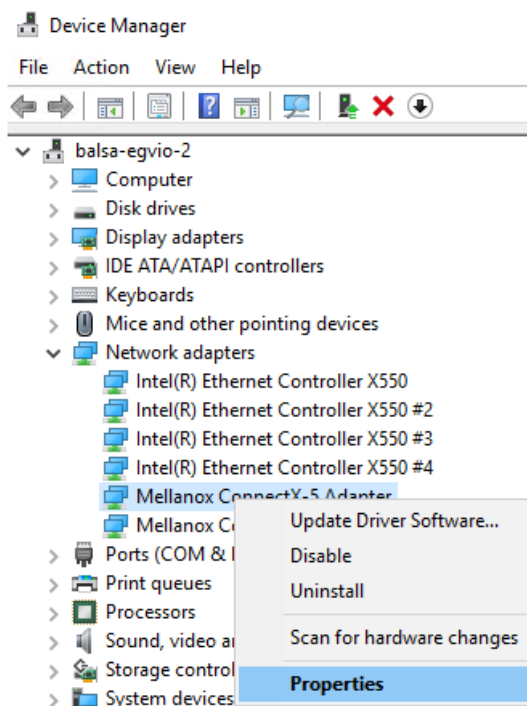 Device Manager
File Action View Help
balsa-egvio-2
Computer
Disk drives
Display adapters
IDE ATA/ATAPI controllers
Keyboards
Mice and other pointing devices
Network adapters
Intel(R) Ethernet Controller X550
Intel(R) Ethernet Controller X550 #2
Intel(R) Ethernet Controller X550 #3
Intel(R) Ethernet Controller X550 #4
Mellanox ConnectX-5 Adapter
Mellanox
Update Driver Software...
Ports (COM &
Disable
Print queues
Uninstall
Processors
Sound, video
Scan for hardware changes
Storage
Properties
System devices